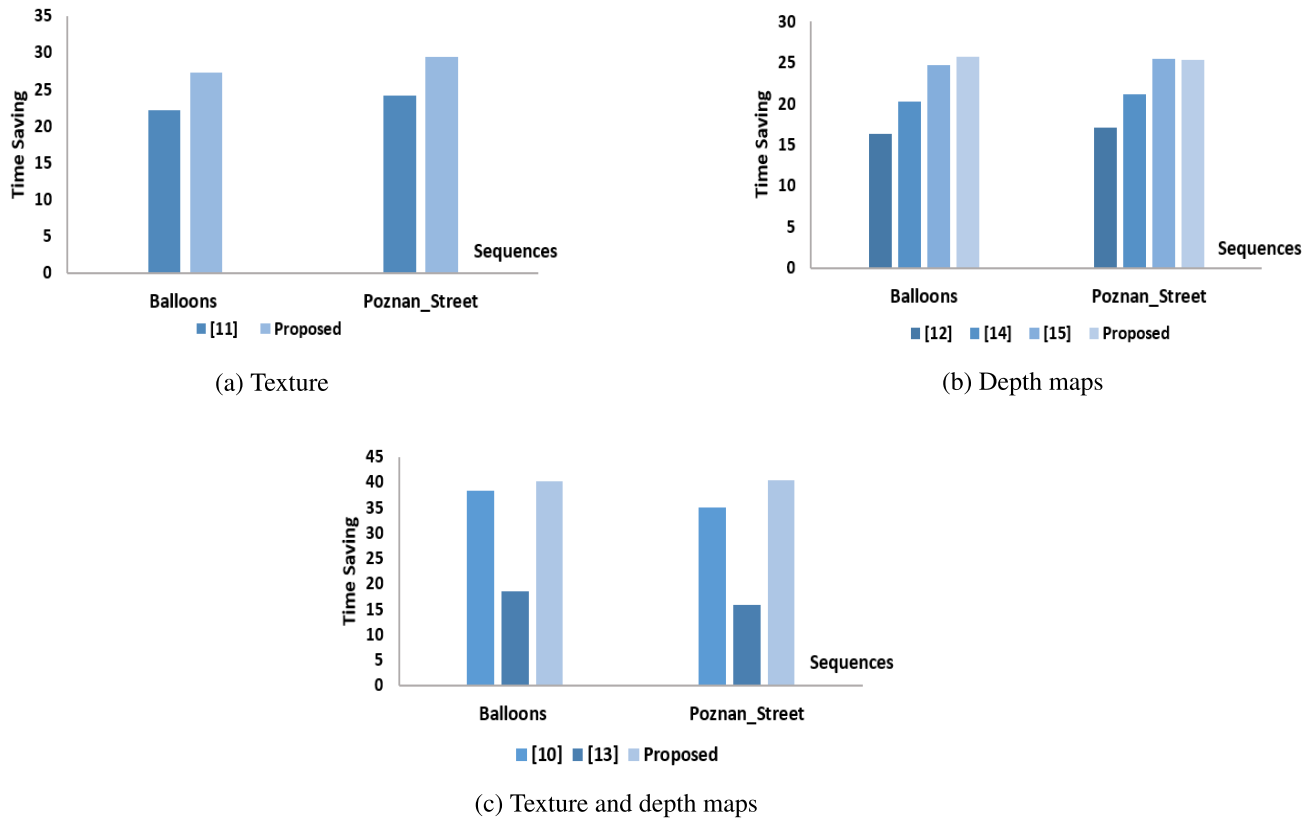 35
30
25
20
15
10
5
0
Time Saving
Sequences
Balloons Poznan_Street
[11] Proposed
(a) Texture
30
25
20
15
10
5
0
Time Saving
Sequences
Balloons Poznan_Street
[12] [14] [15] Proposed
(b) Depth maps
45
40
35
30
25
20
15
10
5
0
Time Saving
Sequences
Balloons Poznan_Street
[10] [13] Proposed
(c) Texture and depth maps